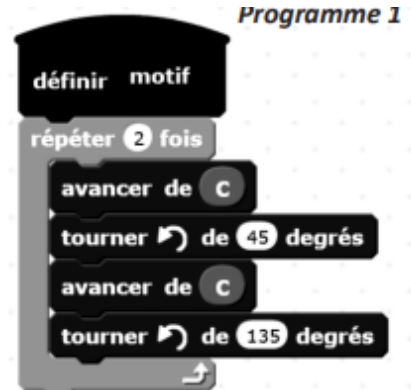 Programme 1
définir motif
répéter 2 fois
avancer de C
tourner de 45 degrés
avancer de C
tourner de 135 degrés